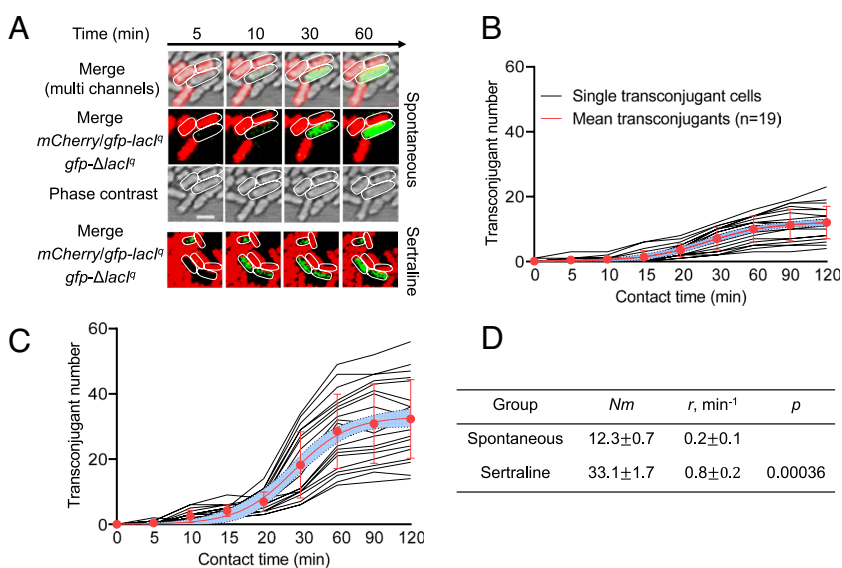 A
Time (min) 5 10 30 60
Merge
(multi channels)
Merge
mCherry/gfp-lacIq
gfp-ΔlacIq
Phase contrast
Spontaneous
Merge
mCherry/gfp-lacIq
gfp-ΔlacIq
Sertraline
B
Transconjugant number
60
40
20
0
Single transconjugant cells
Mean transconjugants (n=19)
0 5 10 15 20 30 60 90 120
Contact time (min)
C
Transconjugant number
60
40
20
0
0 5 10 15 20 30 60 90 120
Contact time (min)
D
Group Nm r, min-1 p
Spontaneous 12.3±0.7 0.2±0.1
Sertraline 33.1±1.7 0.8±0.2 0.00036